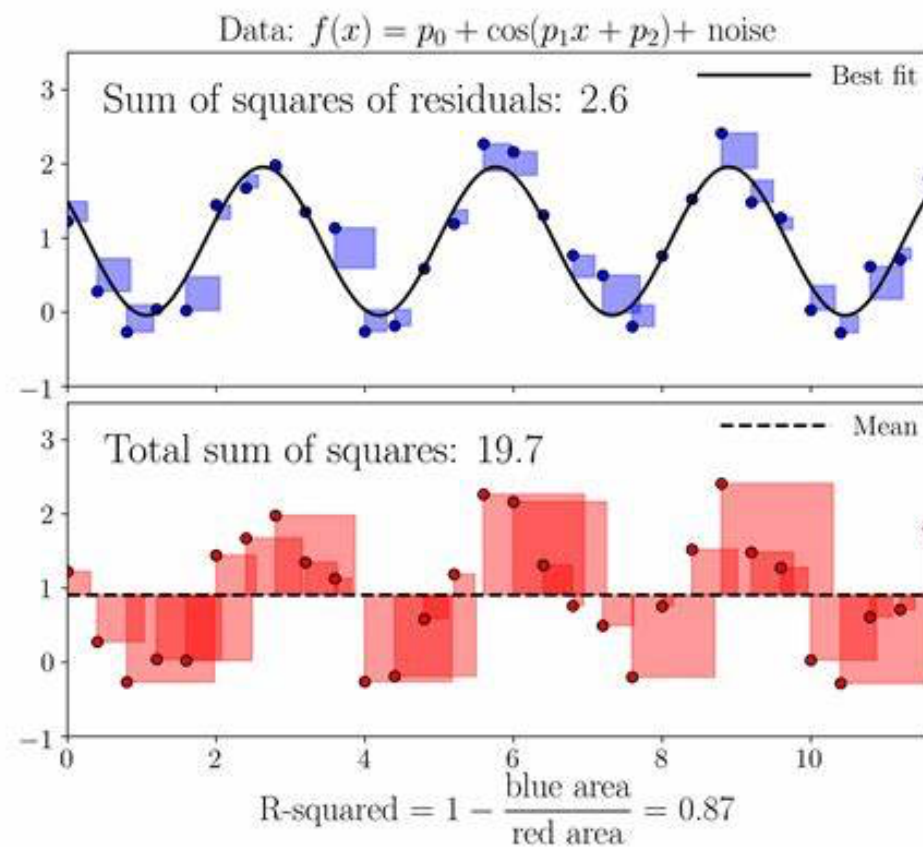 Data: f(x) = p₀ + cos(p₁x + p₂)+ noise
3
2
1
0
−1
Sum of squares of residuals: 2.6
Best fit
3
2
1
0
−1
Total sum of squares: 19.7
Mean
0 2 4 6 8 10
R-squared = 1 − blue area / red area = 0.87